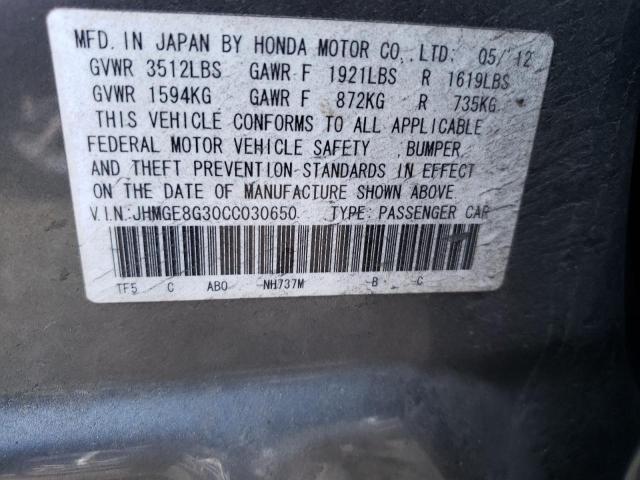 MFD. IN JAPAN BY HONDA MOTOR CO.,LTD. 05/12
GVWR 3512LBS GAWR F 1921LBS R 1619LBS
GVWR 1594KG GAWR F 872KG R 735KG
THIS VEHICLE CONFORMS TO ALL APPLICABLE
FEDERAL MOTOR VEHICLE SAFETY ,BUMPER,
AND THEFT PREVENTION STANDARDS IN EFFECT
ON THE DATE OF MANUFACTURE SHOWN ABOVE
V.I.N:JHMGE8G30CC030650 TYPE: PASSENGER CAR
TF5 C AB0 NH737M B C